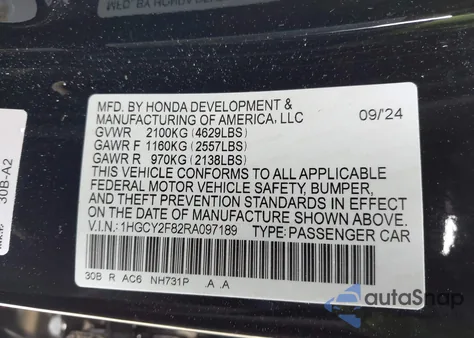 MFD. BY HONDA DEVELOPMENT &
MANUFACTURING OF AMERICA, LLC 09/24
GVWR 2100KG (4629LBS)
GAWR F 1160KG (2557LBS)
GAWR R 970KG (2138LBS)
THIS VEHICLE CONFORMS TO ALL APPLICABLE
FEDERAL MOTOR VEHICLE SAFETY, BUMPER,
AND THEFT PREVENTION STANDARDS IN EFFECT
ON THE DATE OF MANUFACTURE SHOWN ABOVE.
V.I.N.: 1HGCY2F82RA097189 TYPE: PASSENGER CAR
30B R AC6 NH731P .A .A
30B-A2
autoSnap